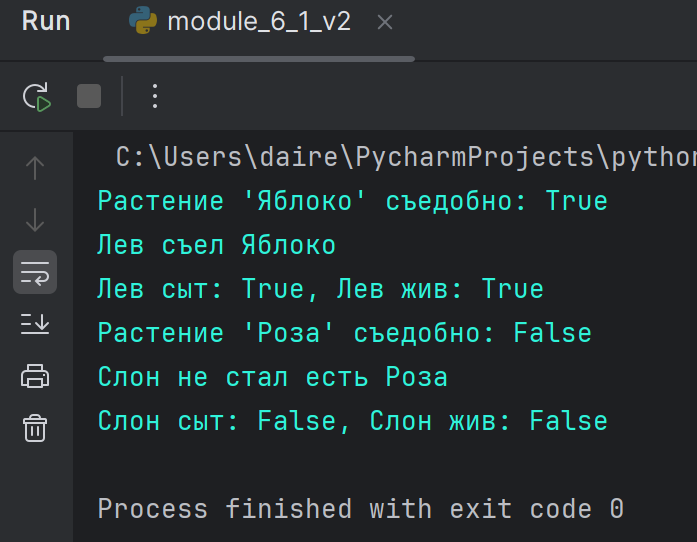 Run module_6_1_v2
C:\Users\daire\PycharmProjects\python
Растение 'Яблоко' съедобно: True
Лев съел Яблоко
Лев сыт: True, Лев жив: True
Растение 'Роза' съедобно: False
Слон не стал есть Роза
Слон сыт: False, Слон жив: False
Process finished with exit code 0